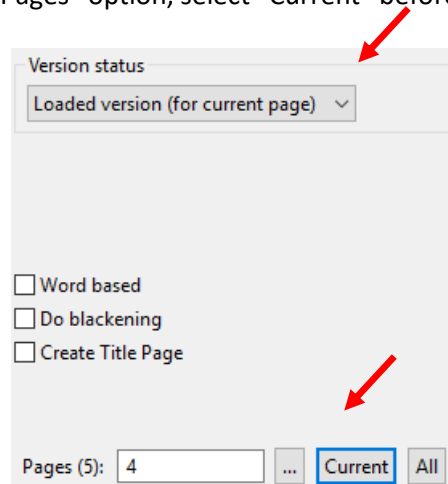 Pages" option, select "Current" before
Version status
Loaded version (for current page)
Word based
Do blackening
Create Title Page
Pages (5): 4 ... Current All